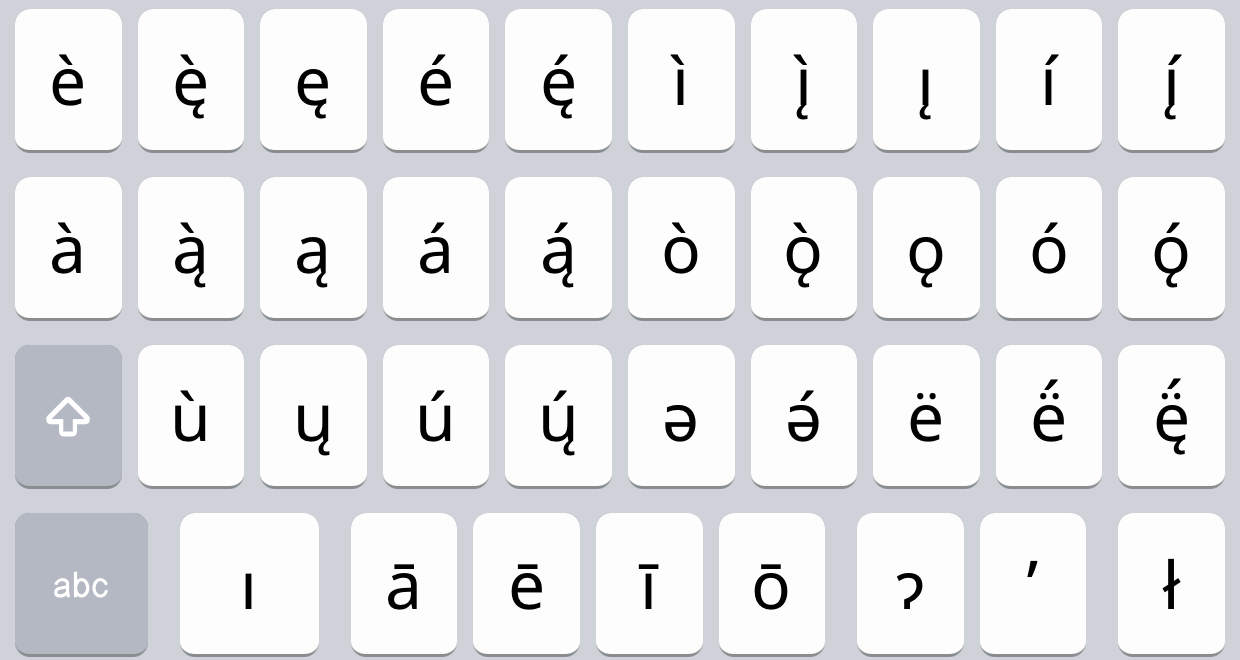 è ę̀ ę é ę́ ì į̀ į í į́
à ą̀ ą á ą́ ò ǫ̀ ǫ ó ǫ́
ù ų ú ų́ ə ə́ ë ë́ ę̈́
abc ı ā ē ī ō ɂ ʼ ł